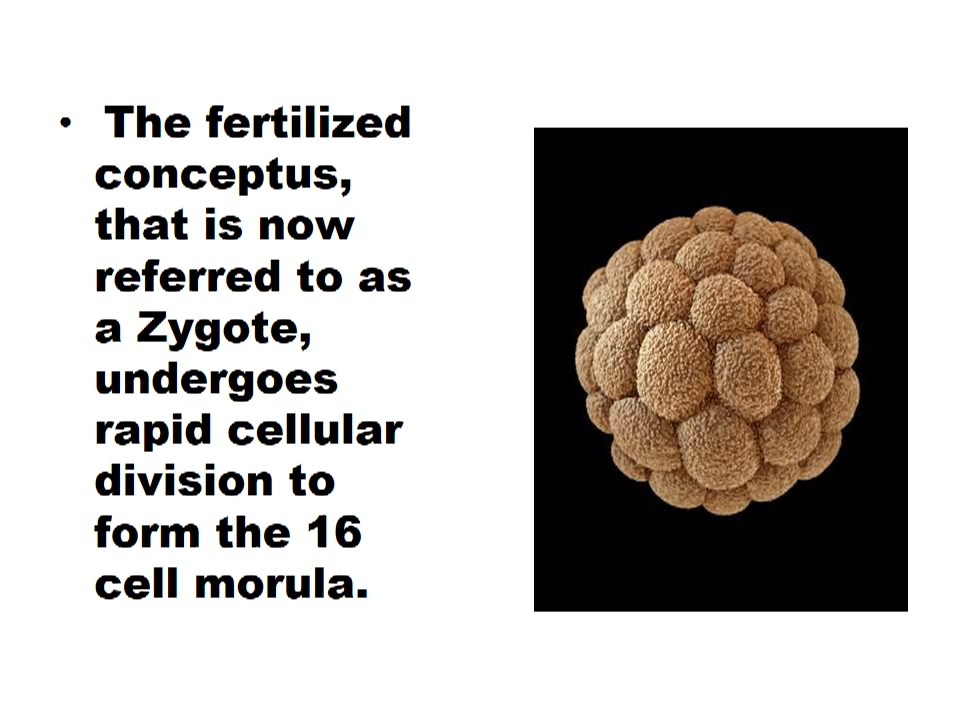 • The fertilized
conceptus,
that is now
referred to as
a Zygote,
undergoes
rapid cellular
division to
form the 16
cell morula.